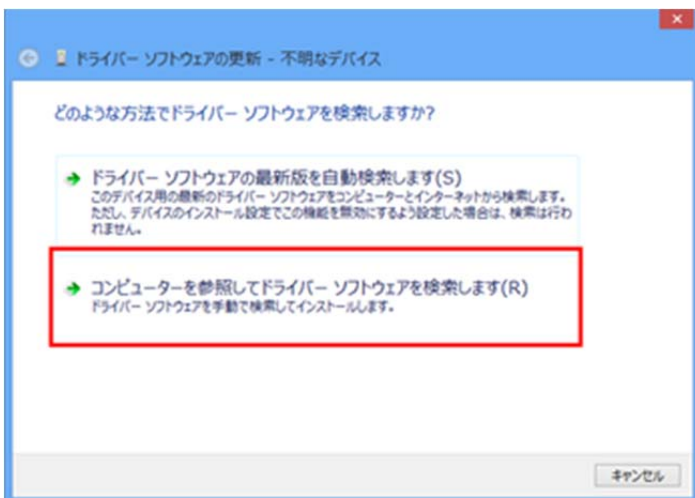 ドライバー ソフトウェアの更新 - 不明なデバイス
どのような方法でドライバー ソフトウェアを検索しますか?
ドライバー ソフトウェアの最新版を自動検索します(S)
このデバイス用の最新のドライバー ソフトウェアをコンピューターとインターネットから検索します。
ただし、デバイスのインストール設定でこの機能を無効にするよう設定した場合は、検索は行わ
れません。
コンピューターを参照してドライバー ソフトウェアを検索します(R)
ドライバー ソフトウェアを手動で検索してインストールします。
キャンセル